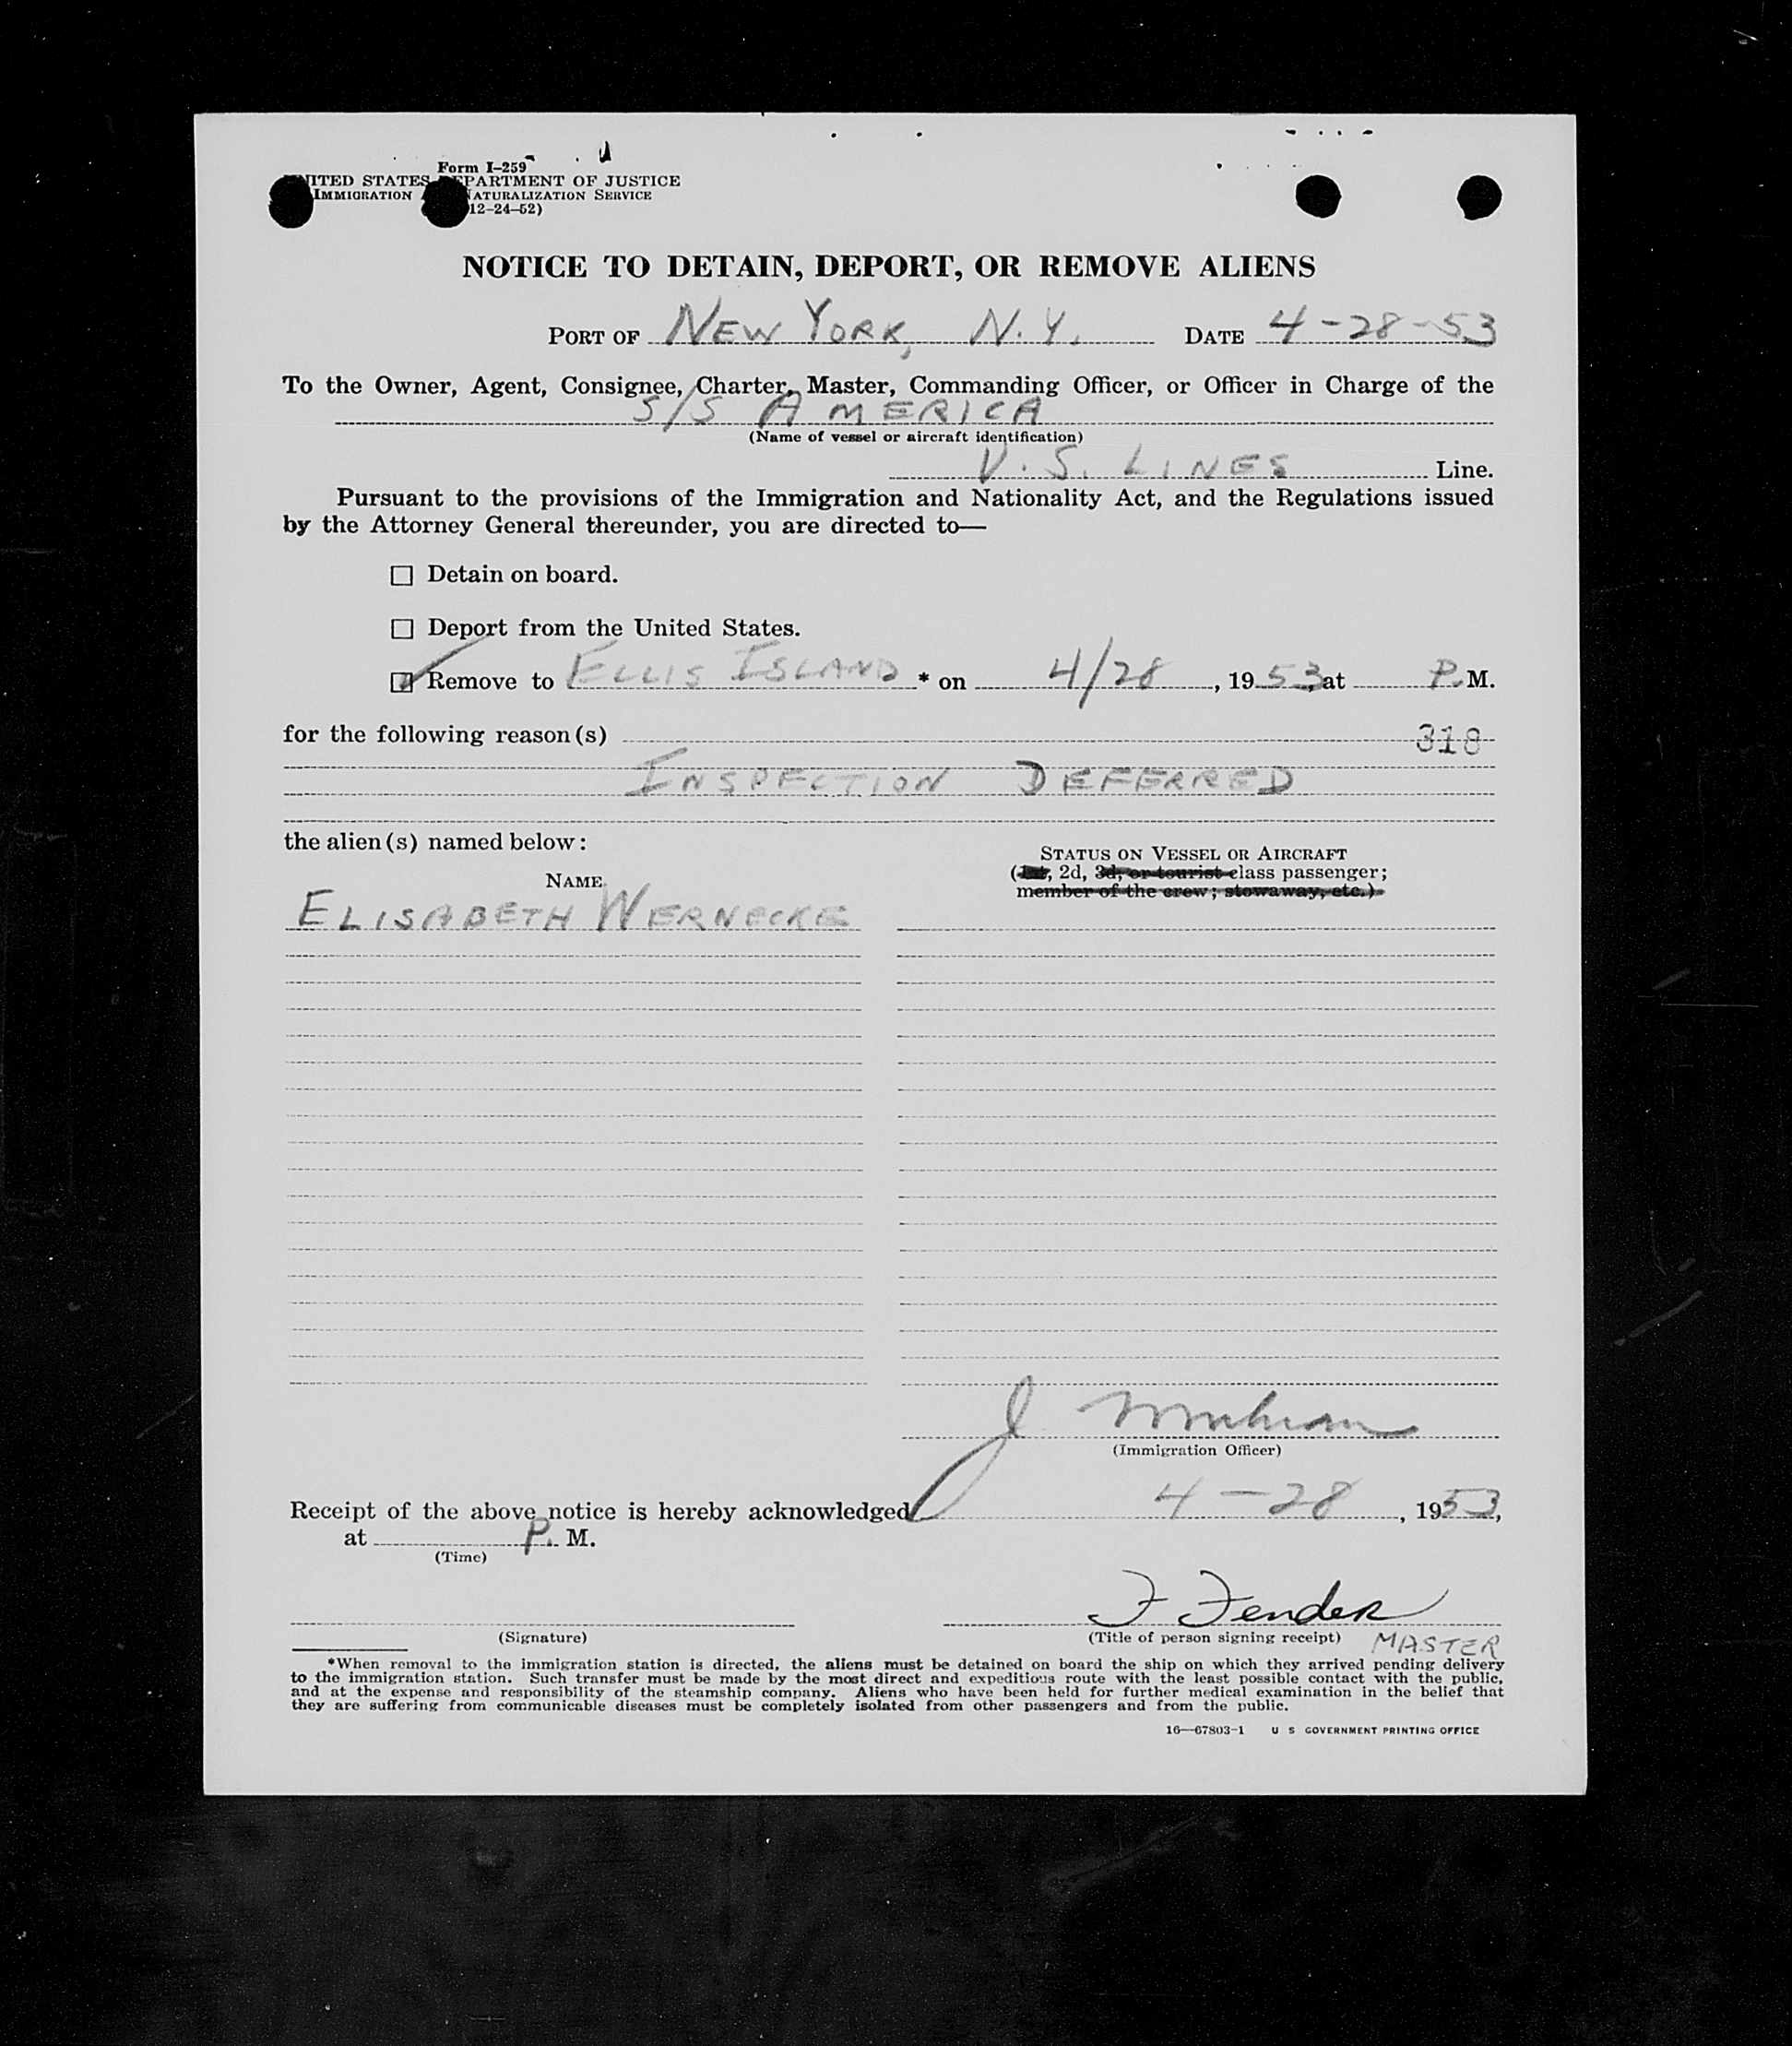 Form I-259
UNITED STATES DEPARTMENT OF JUSTICE
IMMIGRATION NATURALIZATION SERVICE
12-24-52)
NOTICE TO DETAIN, DEPORT, OR REMOVE ALIENS
PORT OF NEW YORK, N.Y. DATE 4-28-53
To the Owner, Agent, Consignee, Charter, Master, Commanding Officer, or Officer in Charge of the
S/S AMERICA
(Name of vessel or aircraft identification)
U.S. LINES Line.
Pursuant to the provisions of the Immigration and Nationality Act, and the Regulations issued
by the Attorney General thereunder, you are directed to—
☐ Detain on board.
☐ Deport from the United States.
☑ Remove to ELLIS ISLAND * on 4/28, 1953, at P.M.
for the following reason(s) 318
INSPECTION DEFERRED
the alien(s) named below:
STATUS ON VESSEL OR AIRCRAFT
(1st, 2d, 3d, or tourist class passenger;
NAME
member of the crew; stowaway, etc.)
ELISABETH WERNECKE
J
(Immigration Officer)
Receipt of the above notice is hereby acknowledged 4-28, 1953,
at P. M.
(Time)
F Fender
(Signature) (Title of person signing receipt) MASTER
*When removal to the immigration station is directed, the aliens must be detained on board the ship on which they arrived pending delivery
to the immigration station. Such transfer must be made by the most direct and expeditious route with the least possible contact with the public,
and at the expense and responsibility of the steamship company. Aliens who have been held for further medical examination in the belief that
they are suffering from communicable diseases must be completely isolated from other passengers and from the public.
16—67803-1 U S GOVERNMENT PRINTING OFFICE